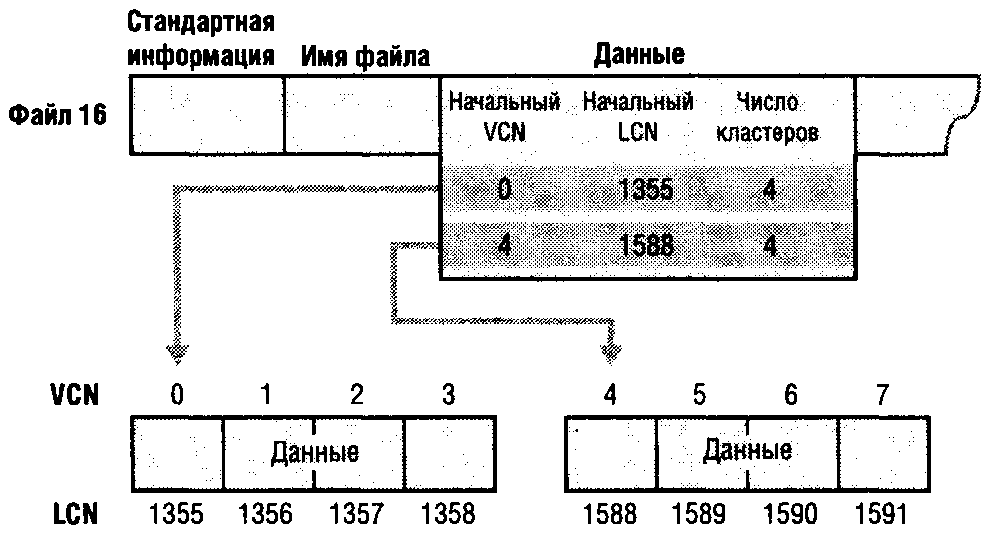 Стандартная
информация
Имя файла
Данные
Файл 16
Начальный
VCN
Начальный
LCN
Число
кластеров
0 1355 4
4 1588 4
VCN 0 1 2 3 4 5 6 7
Данные Данные
LCN 1355 1356 1357 1358 1588 1589 1590 1591